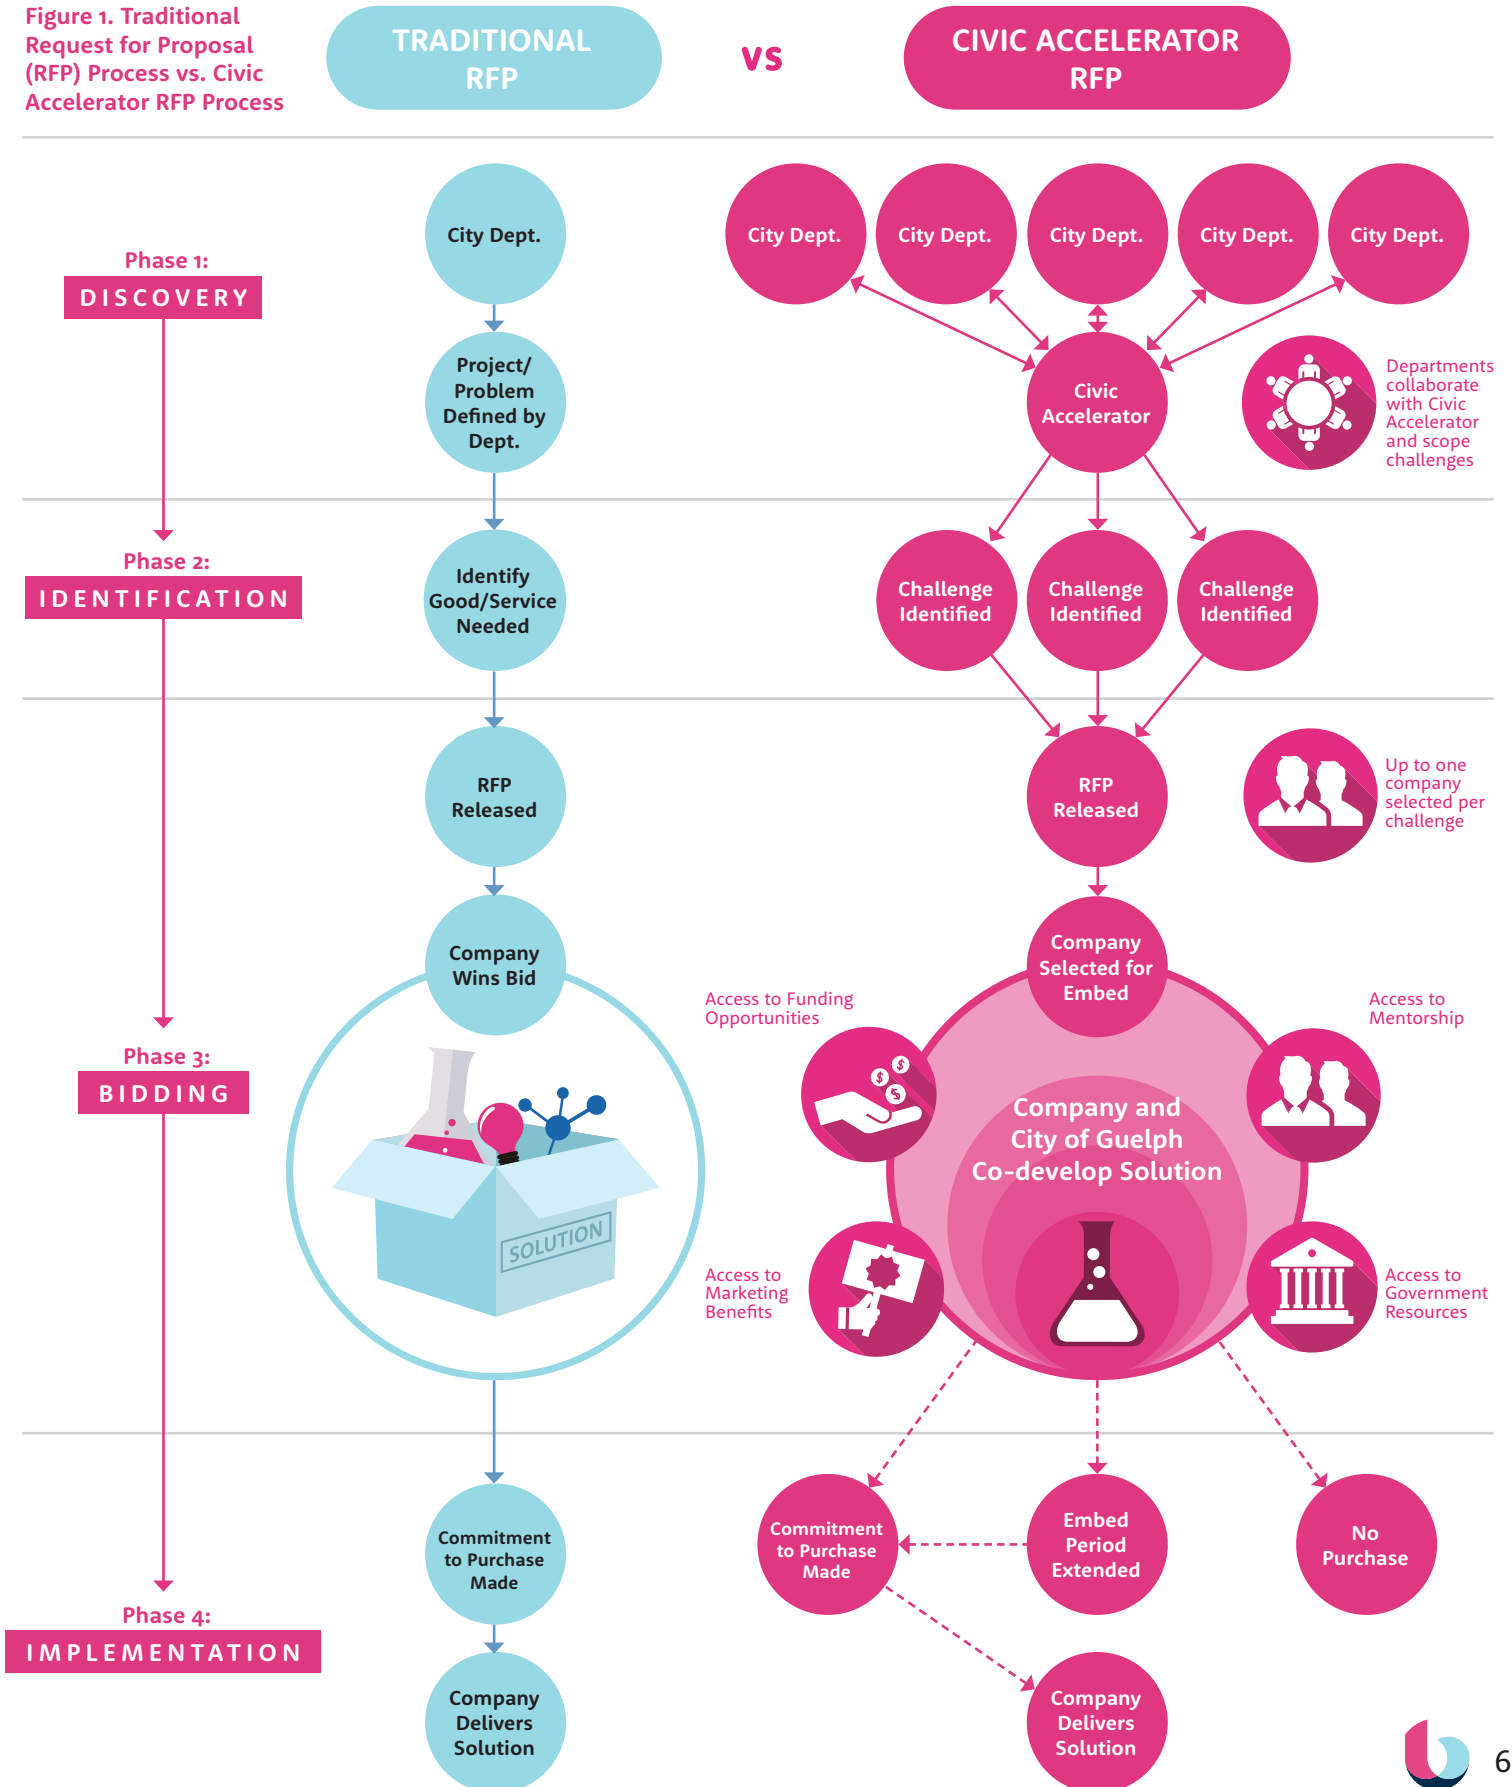 Figure 1. Traditional
Request for Proposal
(RFP) Process vs. Civic
Accelerator RFP Process
TRADITIONAL
RFP
VS
CIVIC ACCELERATOR
RFP
Phase 1:
DISCOVERY
City Dept.
Project/
Problem
Defined by
Dept.
City Dept.
City Dept.
City Dept.
City Dept.
City Dept.
Civic
Accelerator
Departments
collaborate
with Civic
Accelerator
and scope
challenges
Phase 2:
IDENTIFICATION
Identify
Good/Service
Needed
Challenge
Identified
Challenge
Identified
Challenge
Identified
RFP
Released
RFP
Released
Up to one
company
selected per
challenge
Phase 3:
BIDDING
Company
Wins Bid
SOLUTION
Company
Selected for
Embed
Access to Funding
Opportunities
Access to
Mentorship
Company and
City of Guelph
Co-develop Solution
Access to
Marketing
Benefits
Access to
Government
Resources
Phase 4:
IMPLEMENTATION
Commitment
to Purchase
Made
Company
Delivers
Solution
Commitment
to Purchase
Made
Embed
Period
Extended
No
Purchase
Company
Delivers
Solution
6